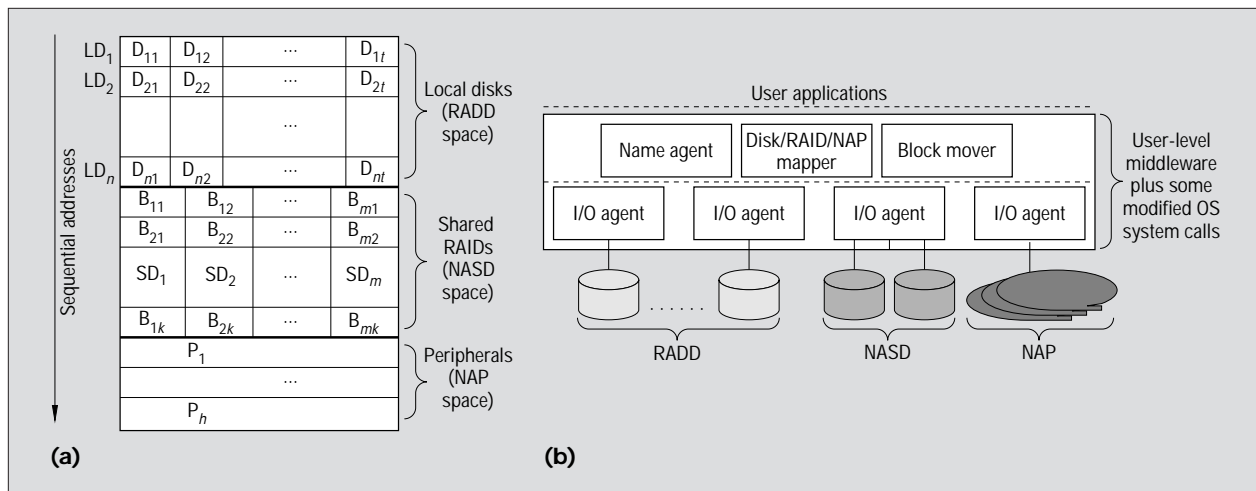 Sequential addresses
LD1 D11 D12 ... D1t
LD2 D21 D22 ... D2t
...
LDn Dn1 Dn2 ... Dnt
Local disks
(RADD
space)
B11 B12 ... Bm1
B21 B22 ... Bm2
SD1 SD2 ... SDm
B1k B2k ... Bmk
Shared
RAIDs
(NASD
space)
P1
...
Ph
Peripherals
(NAP
space)
(a)
User applications
Name agent
Disk/RAID/NAP
mapper
Block mover
I/O agent I/O agent I/O agent I/O agent
User-level
middleware
plus some
modified OS
system calls
......
RADD NASD NAP
(b)